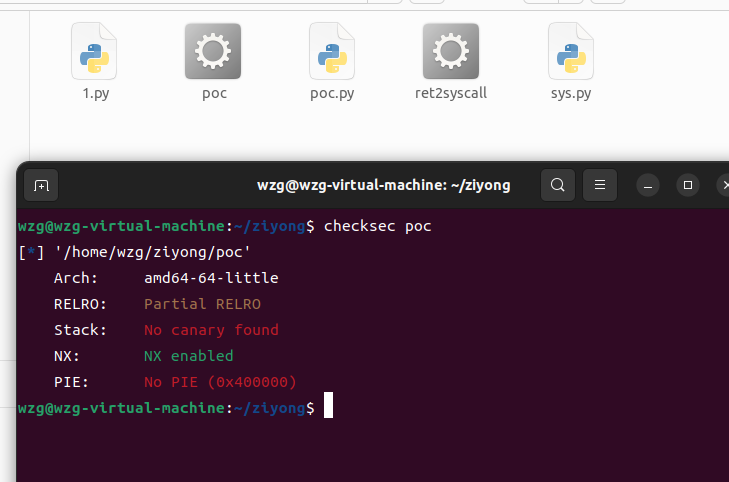 1.py poc poc.py ret2syscall sys.py
wzg@wzg-virtual-machine: ~/ziyong
wzg@wzg-virtual-machine:~/ziyong$ checksec poc
[*] '/home/wzg/ziyong/poc'
Arch: amd64-64-little
RELRO: Partial RELRO
Stack: No canary found
NX: NX enabled
PIE: No PIE (0x400000)
wzg@wzg-virtual-machine:~/ziyong$